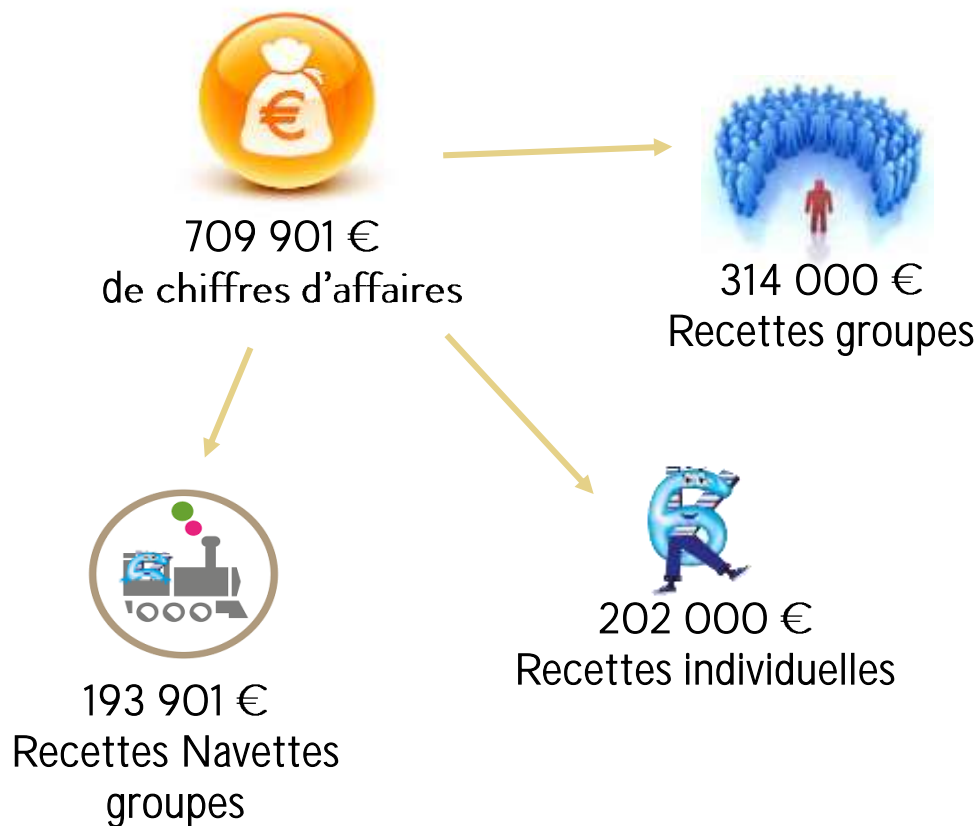 709 901 €
de chiffres d'affaires
314 000 €
Recettes groupes
202 000 €
Recettes individuelles
193 901 €
Recettes Navettes
groupes